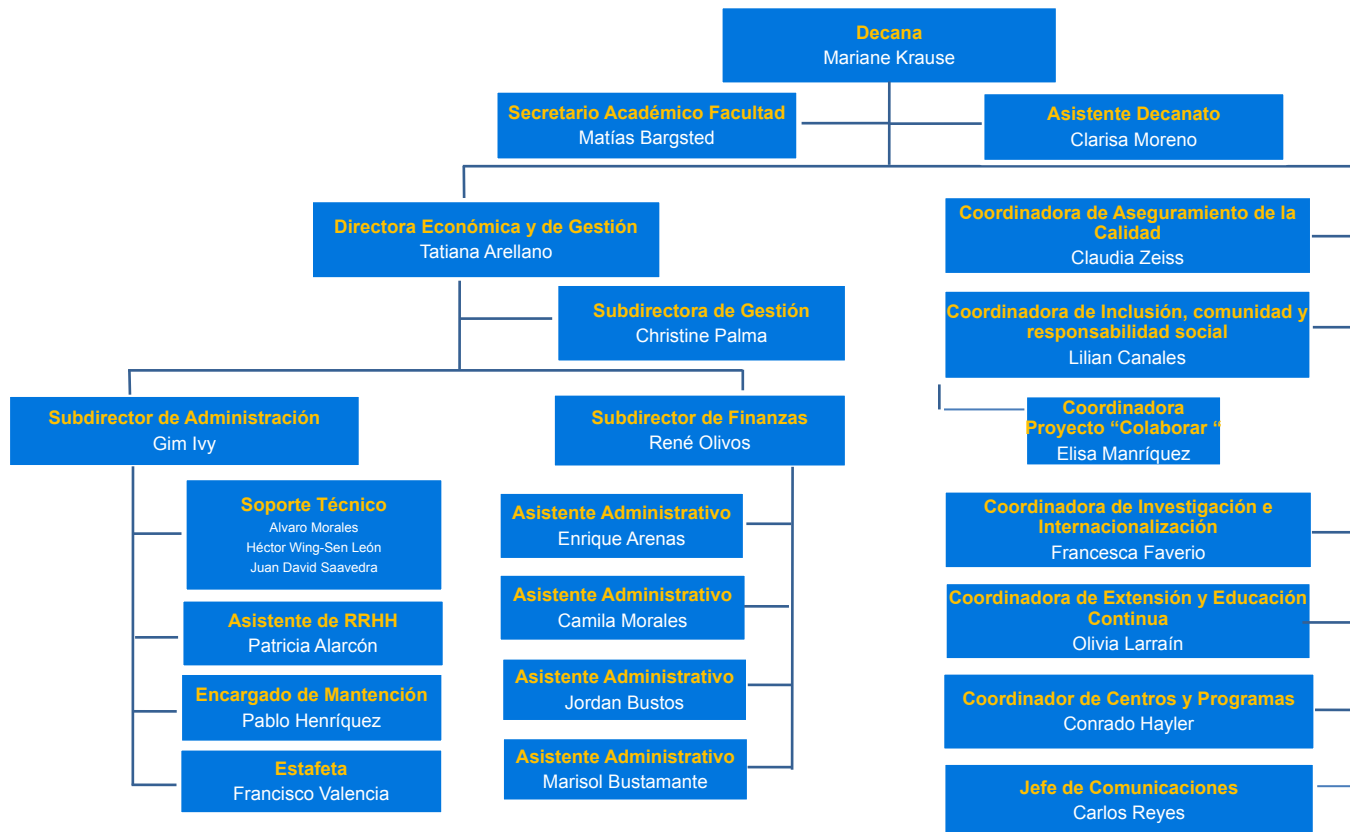 Decana
Mariane Krause
Secretario Académico Facultad
Matías Bargsted
Asistente Decanato
Clarisa Moreno
Directora Económica y de Gestión
Tatiana Arellano
Subdirectora de Gestión
Christine Palma
Subdirector de Administración
Gim Ivy
Soporte Técnico
Alvaro Morales
Héctor Wing-Sen León
Juan David Saavedra
Asistente de RRHH
Patricia Alarcón
Encargado de Mantención
Pablo Henríquez
Estafeta
Francisco Valencia
Subdirector de Finanzas
René Olivos
Asistente Administrativo
Enrique Arenas
Asistente Administrativo
Camila Morales
Asistente Administrativo
Jordan Bustos
Asistente Administrativo
Marisol Bustamante
Coordinadora de Aseguramiento de la
Calidad
Claudia Zeiss
Coordinadora de Inclusión, comunidad y
responsabilidad social
Lilian Canales
Coordinadora
Proyecto “Colaborar “
Elisa Manríquez
Coordinadora de Investigación e
Internacionalización
Francesca Faverio
Coordinadora de Extensión y Educación
Continua
Olivia Larraín
Coordinador de Centros y Programas
Conrado Hayler
Jefe de Comunicaciones
Carlos Reyes